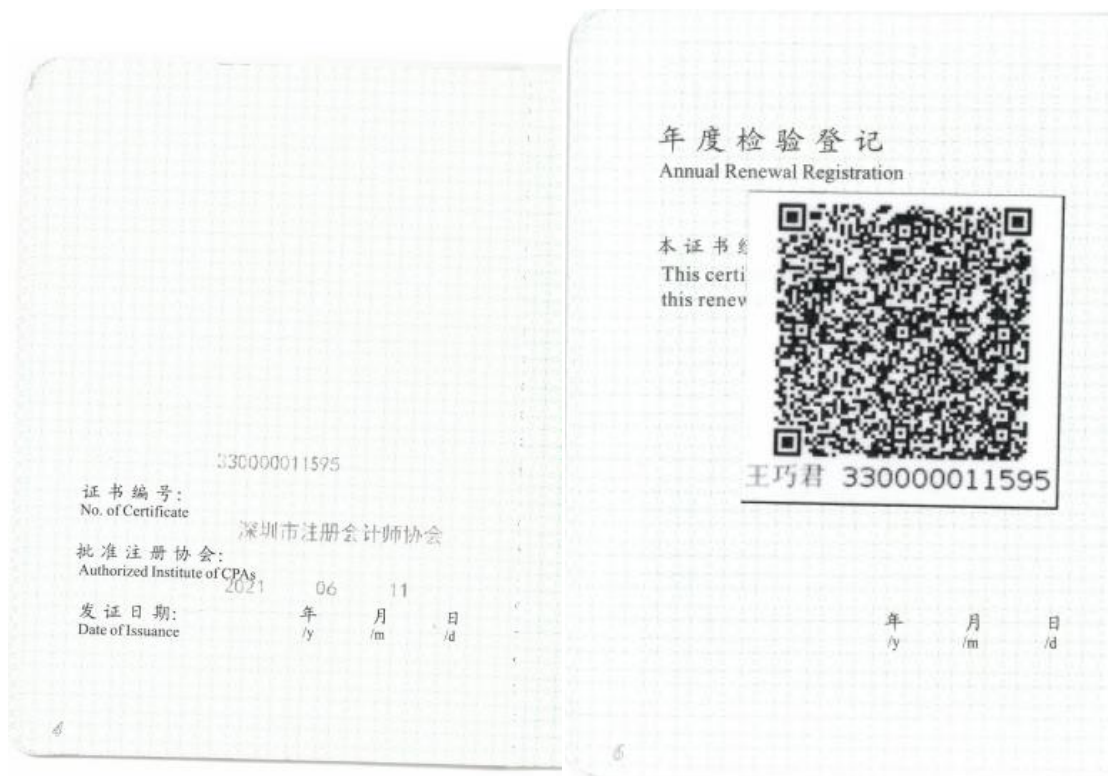 330000011595
证书编号:
No. of Certificate
深圳市注册会计师协会
批准注册协会:
Authorized Institute of CPAs
2021 06 11
发证日期: 年 月 日
Date of Issuance /y /m /d
6
年度检验登记
Annual Renewal Registration
本证书经
This certi
this renew
王巧君 330000011595
年 月 日
/y /m /d
6